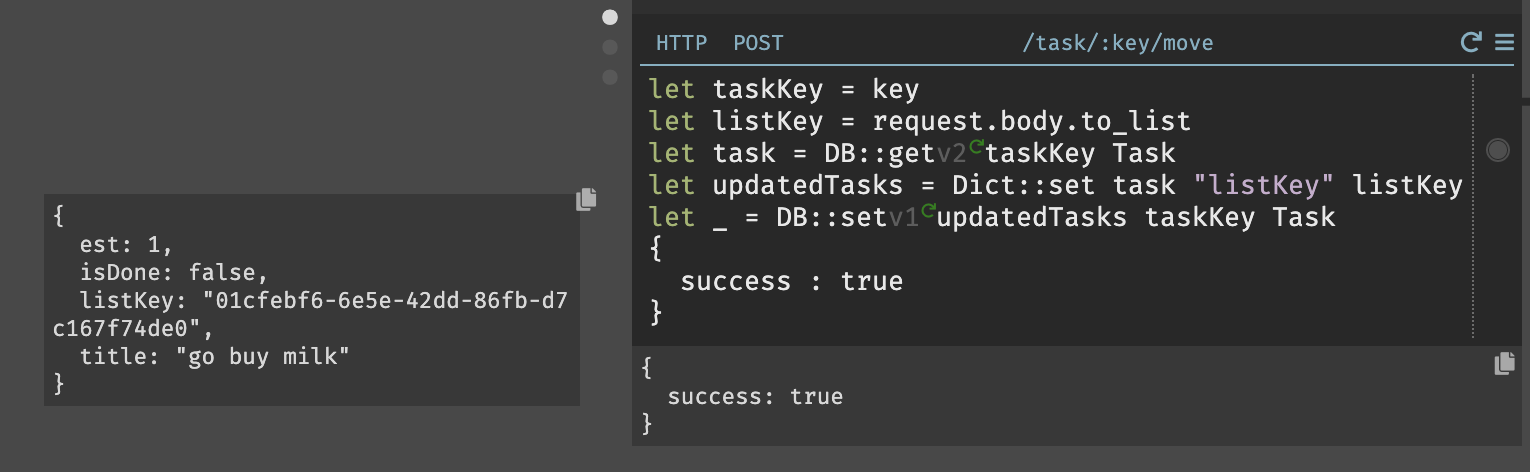 {
  est: 1,
  isDone: false,
  listKey: "01cfebf6-6e5e-42dd-86fb-d7
c167f74de0",
  title: "go buy milk"
}
HTTP POST /task/:key/move
let taskKey = key
let listKey = request.body.to_list
let task = DB::getv2 taskKey Task
let updatedTasks = Dict::set task "listKey" listKey
let _ = DB::setv1 updatedTasks taskKey Task
{
  success : true
}
{
  success: true
}